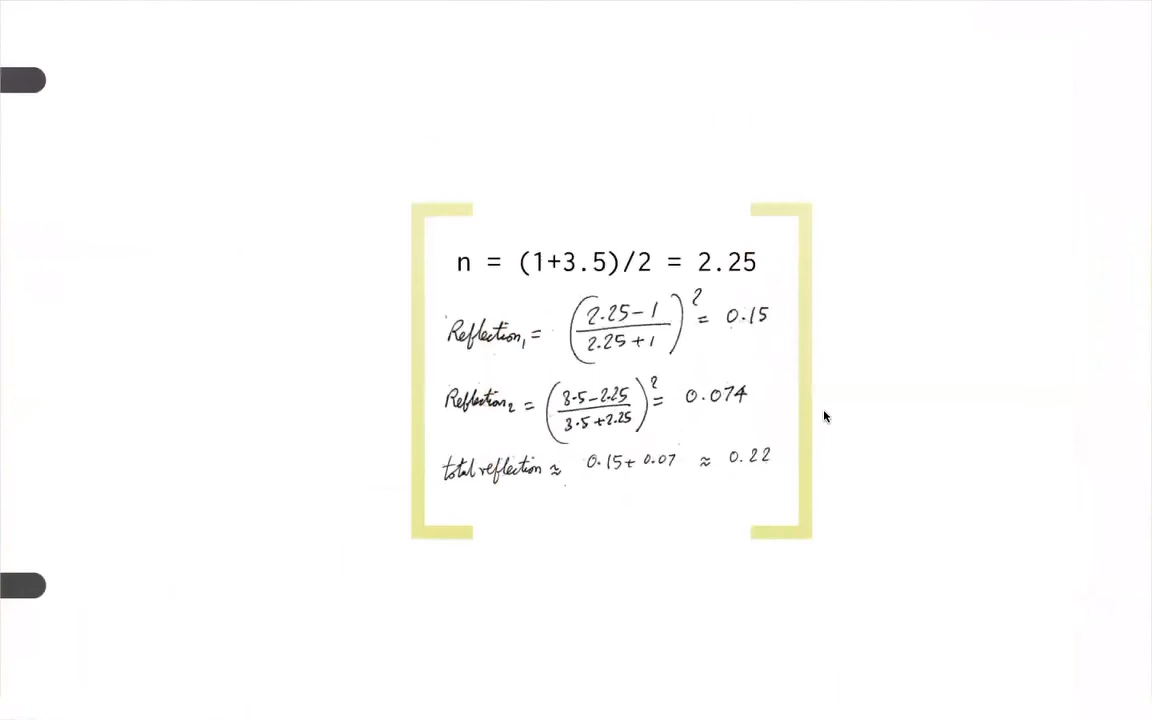 n = (1+3.5)/2 = 2.25
Reflection₁ = (2.25-1 / 2.25+1)² = 0.15
Reflection₂ = (3.5-2.25 / 3.5+2.25)² = 0.074
total reflection ≈ 0.15+ 0.07 ≈ 0.22